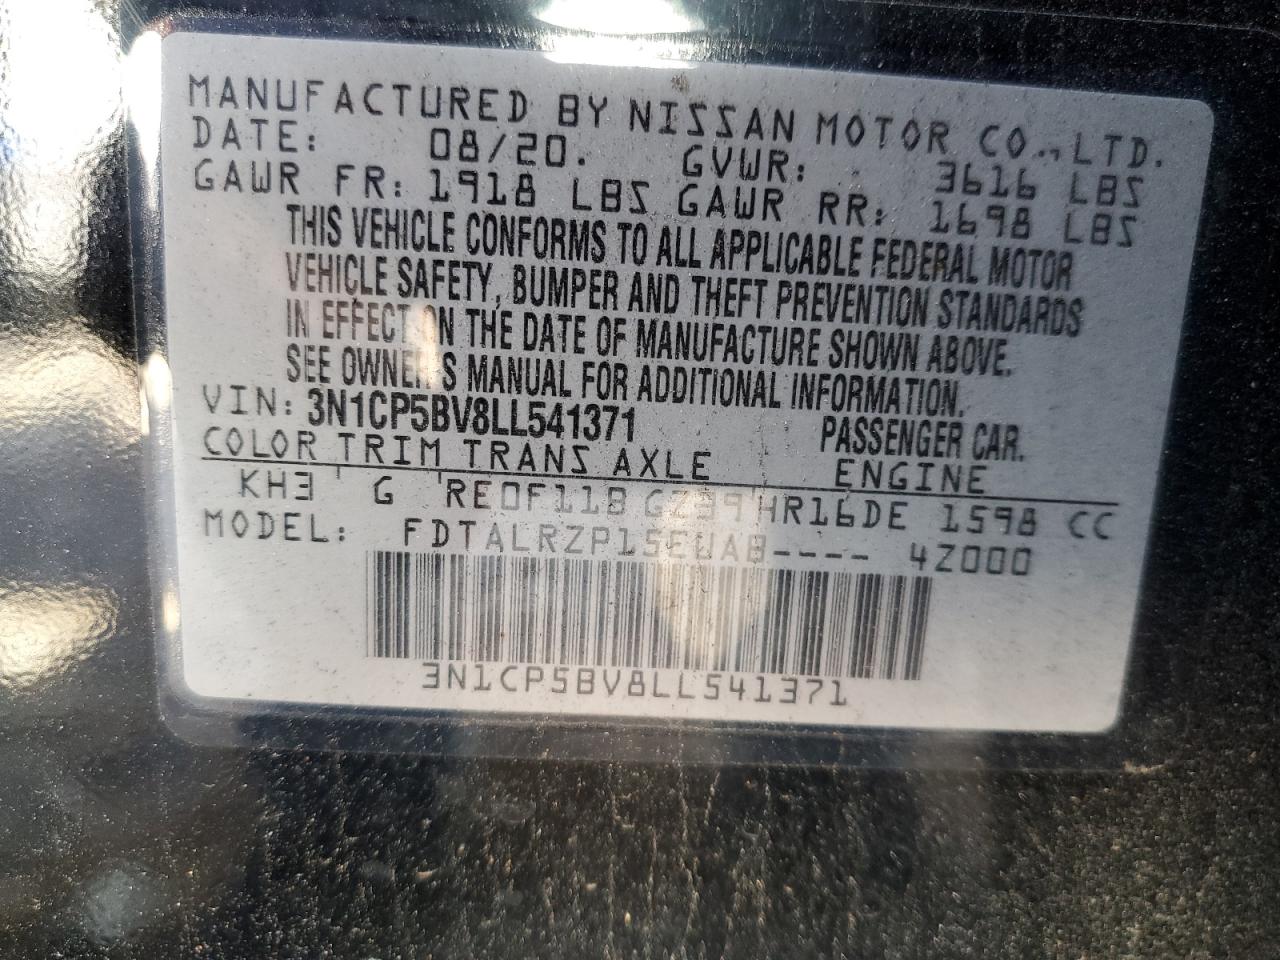 MANUFACTURED BY NISSAN MOTOR CO., LTD.
DATE: 08/20. GVWR: 3616 LBS
GAWR FR: 1918 LBS GAWR RR: 1698 LBS
THIS VEHICLE CONFORMS TO ALL APPLICABLE FEDERAL MOTOR
VEHICLE SAFETY, BUMPER AND THEFT PREVENTION STANDARDS
IN EFFECT ON THE DATE OF MANUFACTURE SHOWN ABOVE.
SEE OWNER'S MANUAL FOR ADDITIONAL INFORMATION.
VIN: 3N1CP5BV8LL541371 PASSENGER CAR.
COLOR TRIM TRANS AXLE ENGINE
KH3 G RE0F11B GZ39 HR16DE 1598 CC
MODEL: FDTALRZP15EUAB---- 4Z000
3N1CP5BV8LL541371